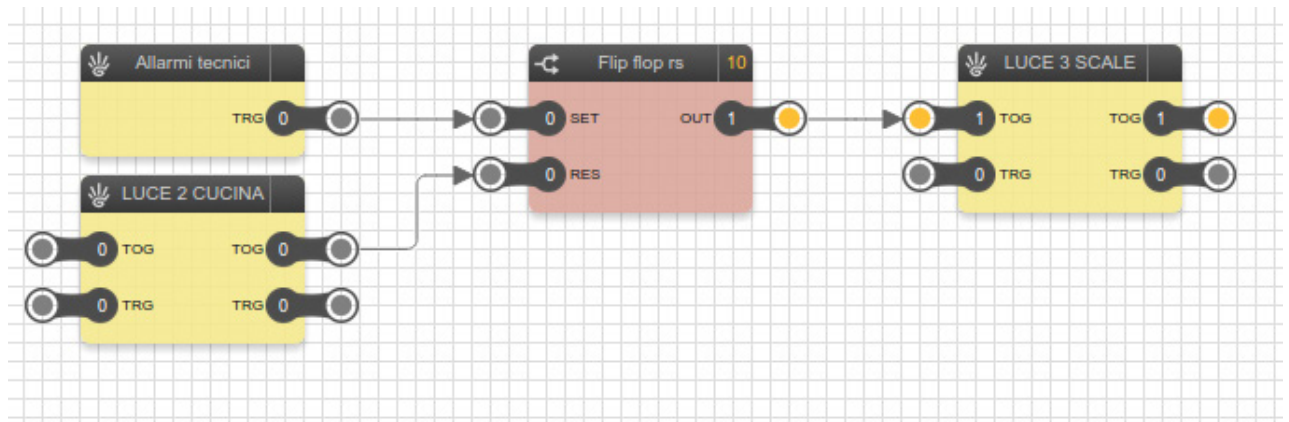 Allarmi tecnici
TRG 0
LUCE 2 CUCINA
0 TOG TOG 0
0 TRG TRG 0
Flip flop rs 10
0 SET OUT 1
0 RES
LUCE 3 SCALE
1 TOG TOG 1
0 TRG TRG 0